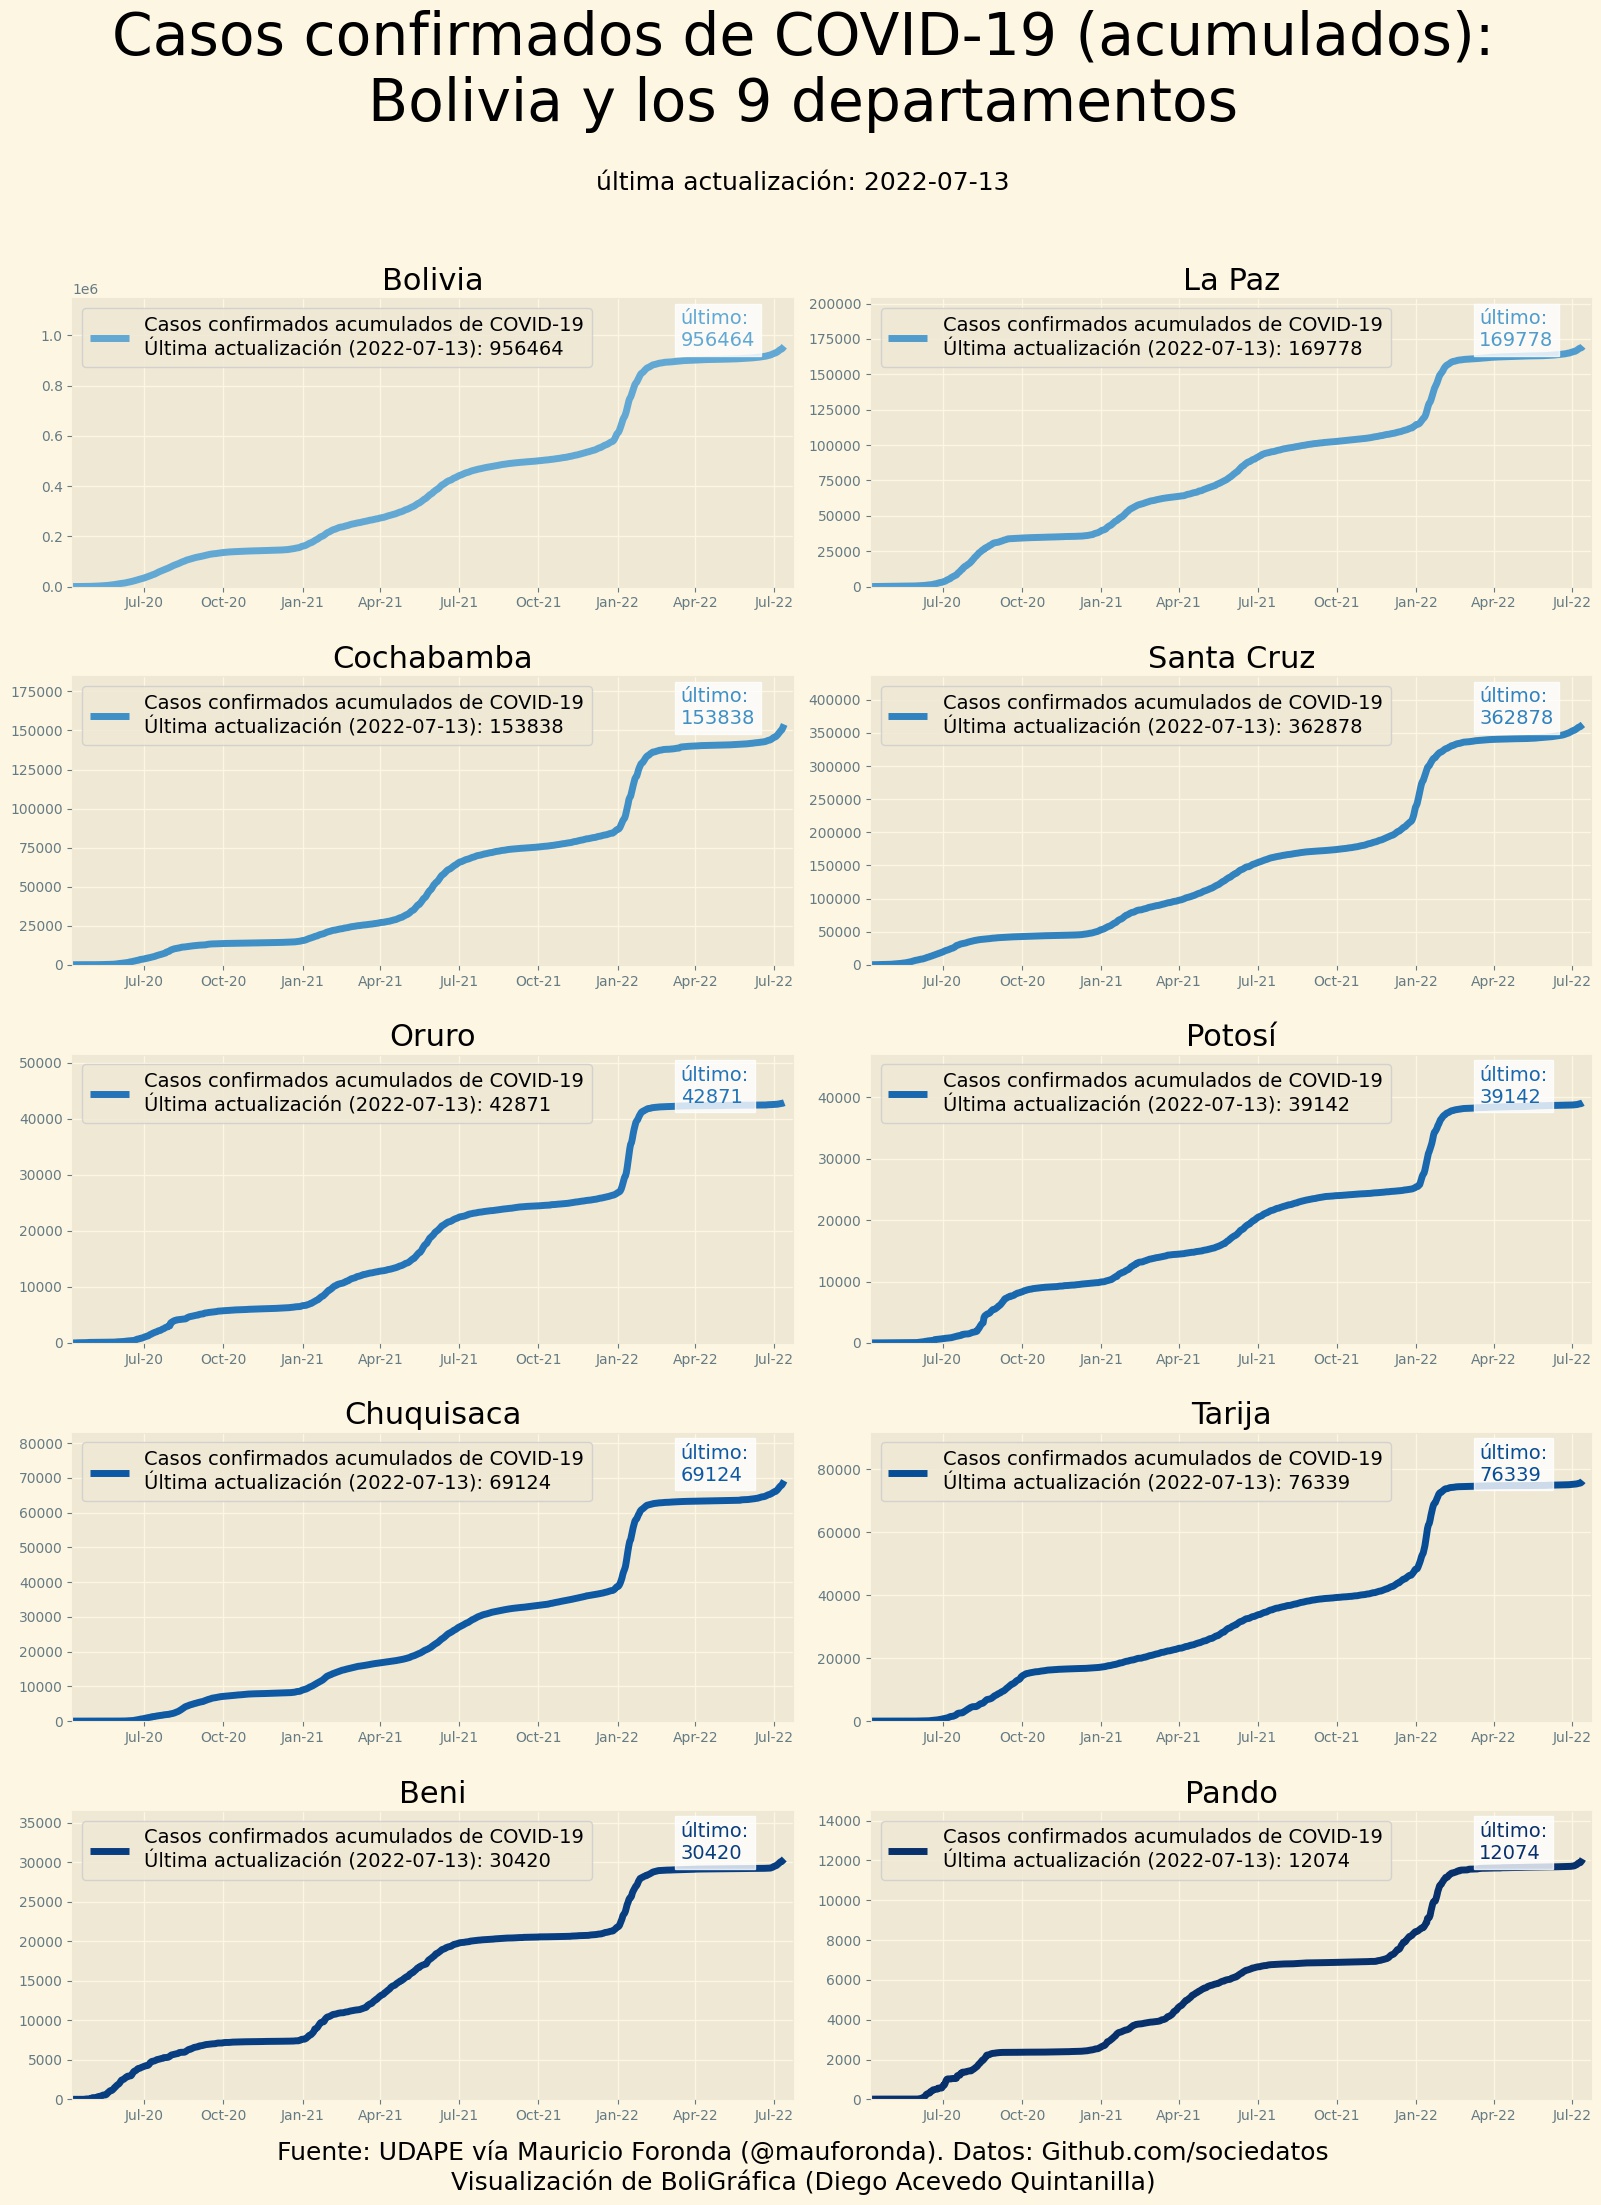 Casos confirmados de COVID-19 (acumulados):
Bolivia y los 9 departamentos
última actualización: 2022-07-13
Bolivia
1e6
Casos confirmados acumulados de COVID-19
Última actualización (2022-07-13): 956464
último:
956464
1.0
0.8
0.6
0.4
0.2
0.0
Jul-20 Oct-20 Jan-21 Apr-21 Jul-21 Oct-21 Jan-22 Apr-22 Jul-22
La Paz
Casos confirmados acumulados de COVID-19
Última actualización (2022-07-13): 169778
último:
169778
200000
175000
150000
125000
100000
75000
50000
25000
0
Jul-20 Oct-20 Jan-21 Apr-21 Jul-21 Oct-21 Jan-22 Apr-22 Jul-22
Cochabamba
Casos confirmados acumulados de COVID-19
Última actualización (2022-07-13): 153838
último:
153838
175000
150000
125000
100000
75000
50000
25000
0
Jul-20 Oct-20 Jan-21 Apr-21 Jul-21 Oct-21 Jan-22 Apr-22 Jul-22
Santa Cruz
Casos confirmados acumulados de COVID-19
Última actualización (2022-07-13): 362878
último:
362878
400000
350000
300000
250000
200000
150000
100000
50000
0
Jul-20 Oct-20 Jan-21 Apr-21 Jul-21 Oct-21 Jan-22 Apr-22 Jul-22
Oruro
Casos confirmados acumulados de COVID-19
Última actualización (2022-07-13): 42871
último:
42871
50000
40000
30000
20000
10000
0
Jul-20 Oct-20 Jan-21 Apr-21 Jul-21 Oct-21 Jan-22 Apr-22 Jul-22
Potosí
Casos confirmados acumulados de COVID-19
Última actualización (2022-07-13): 39142
último:
39142
40000
30000
20000
10000
0
Jul-20 Oct-20 Jan-21 Apr-21 Jul-21 Oct-21 Jan-22 Apr-22 Jul-22
Chuquisaca
Casos confirmados acumulados de COVID-19
Última actualización (2022-07-13): 69124
último:
69124
80000
70000
60000
50000
40000
30000
20000
10000
0
Jul-20 Oct-20 Jan-21 Apr-21 Jul-21 Oct-21 Jan-22 Apr-22 Jul-22
Tarija
Casos confirmados acumulados de COVID-19
Última actualización (2022-07-13): 76339
último:
76339
80000
60000
40000
20000
0
Jul-20 Oct-20 Jan-21 Apr-21 Jul-21 Oct-21 Jan-22 Apr-22 Jul-22
Beni
Casos confirmados acumulados de COVID-19
Última actualización (2022-07-13): 30420
último:
30420
35000
30000
25000
20000
15000
10000
5000
0
Jul-20 Oct-20 Jan-21 Apr-21 Jul-21 Oct-21 Jan-22 Apr-22 Jul-22
Pando
Casos confirmados acumulados de COVID-19
Última actualización (2022-07-13): 12074
último:
12074
14000
12000
10000
8000
6000
4000
2000
0
Jul-20 Oct-20 Jan-21 Apr-21 Jul-21 Oct-21 Jan-22 Apr-22 Jul-22
Fuente: UDAPE vía Mauricio Foronda (@mauforonda). Datos: Github.com/sociedatos
Visualización de BoliGráfica (Diego Acevedo Quintanilla)